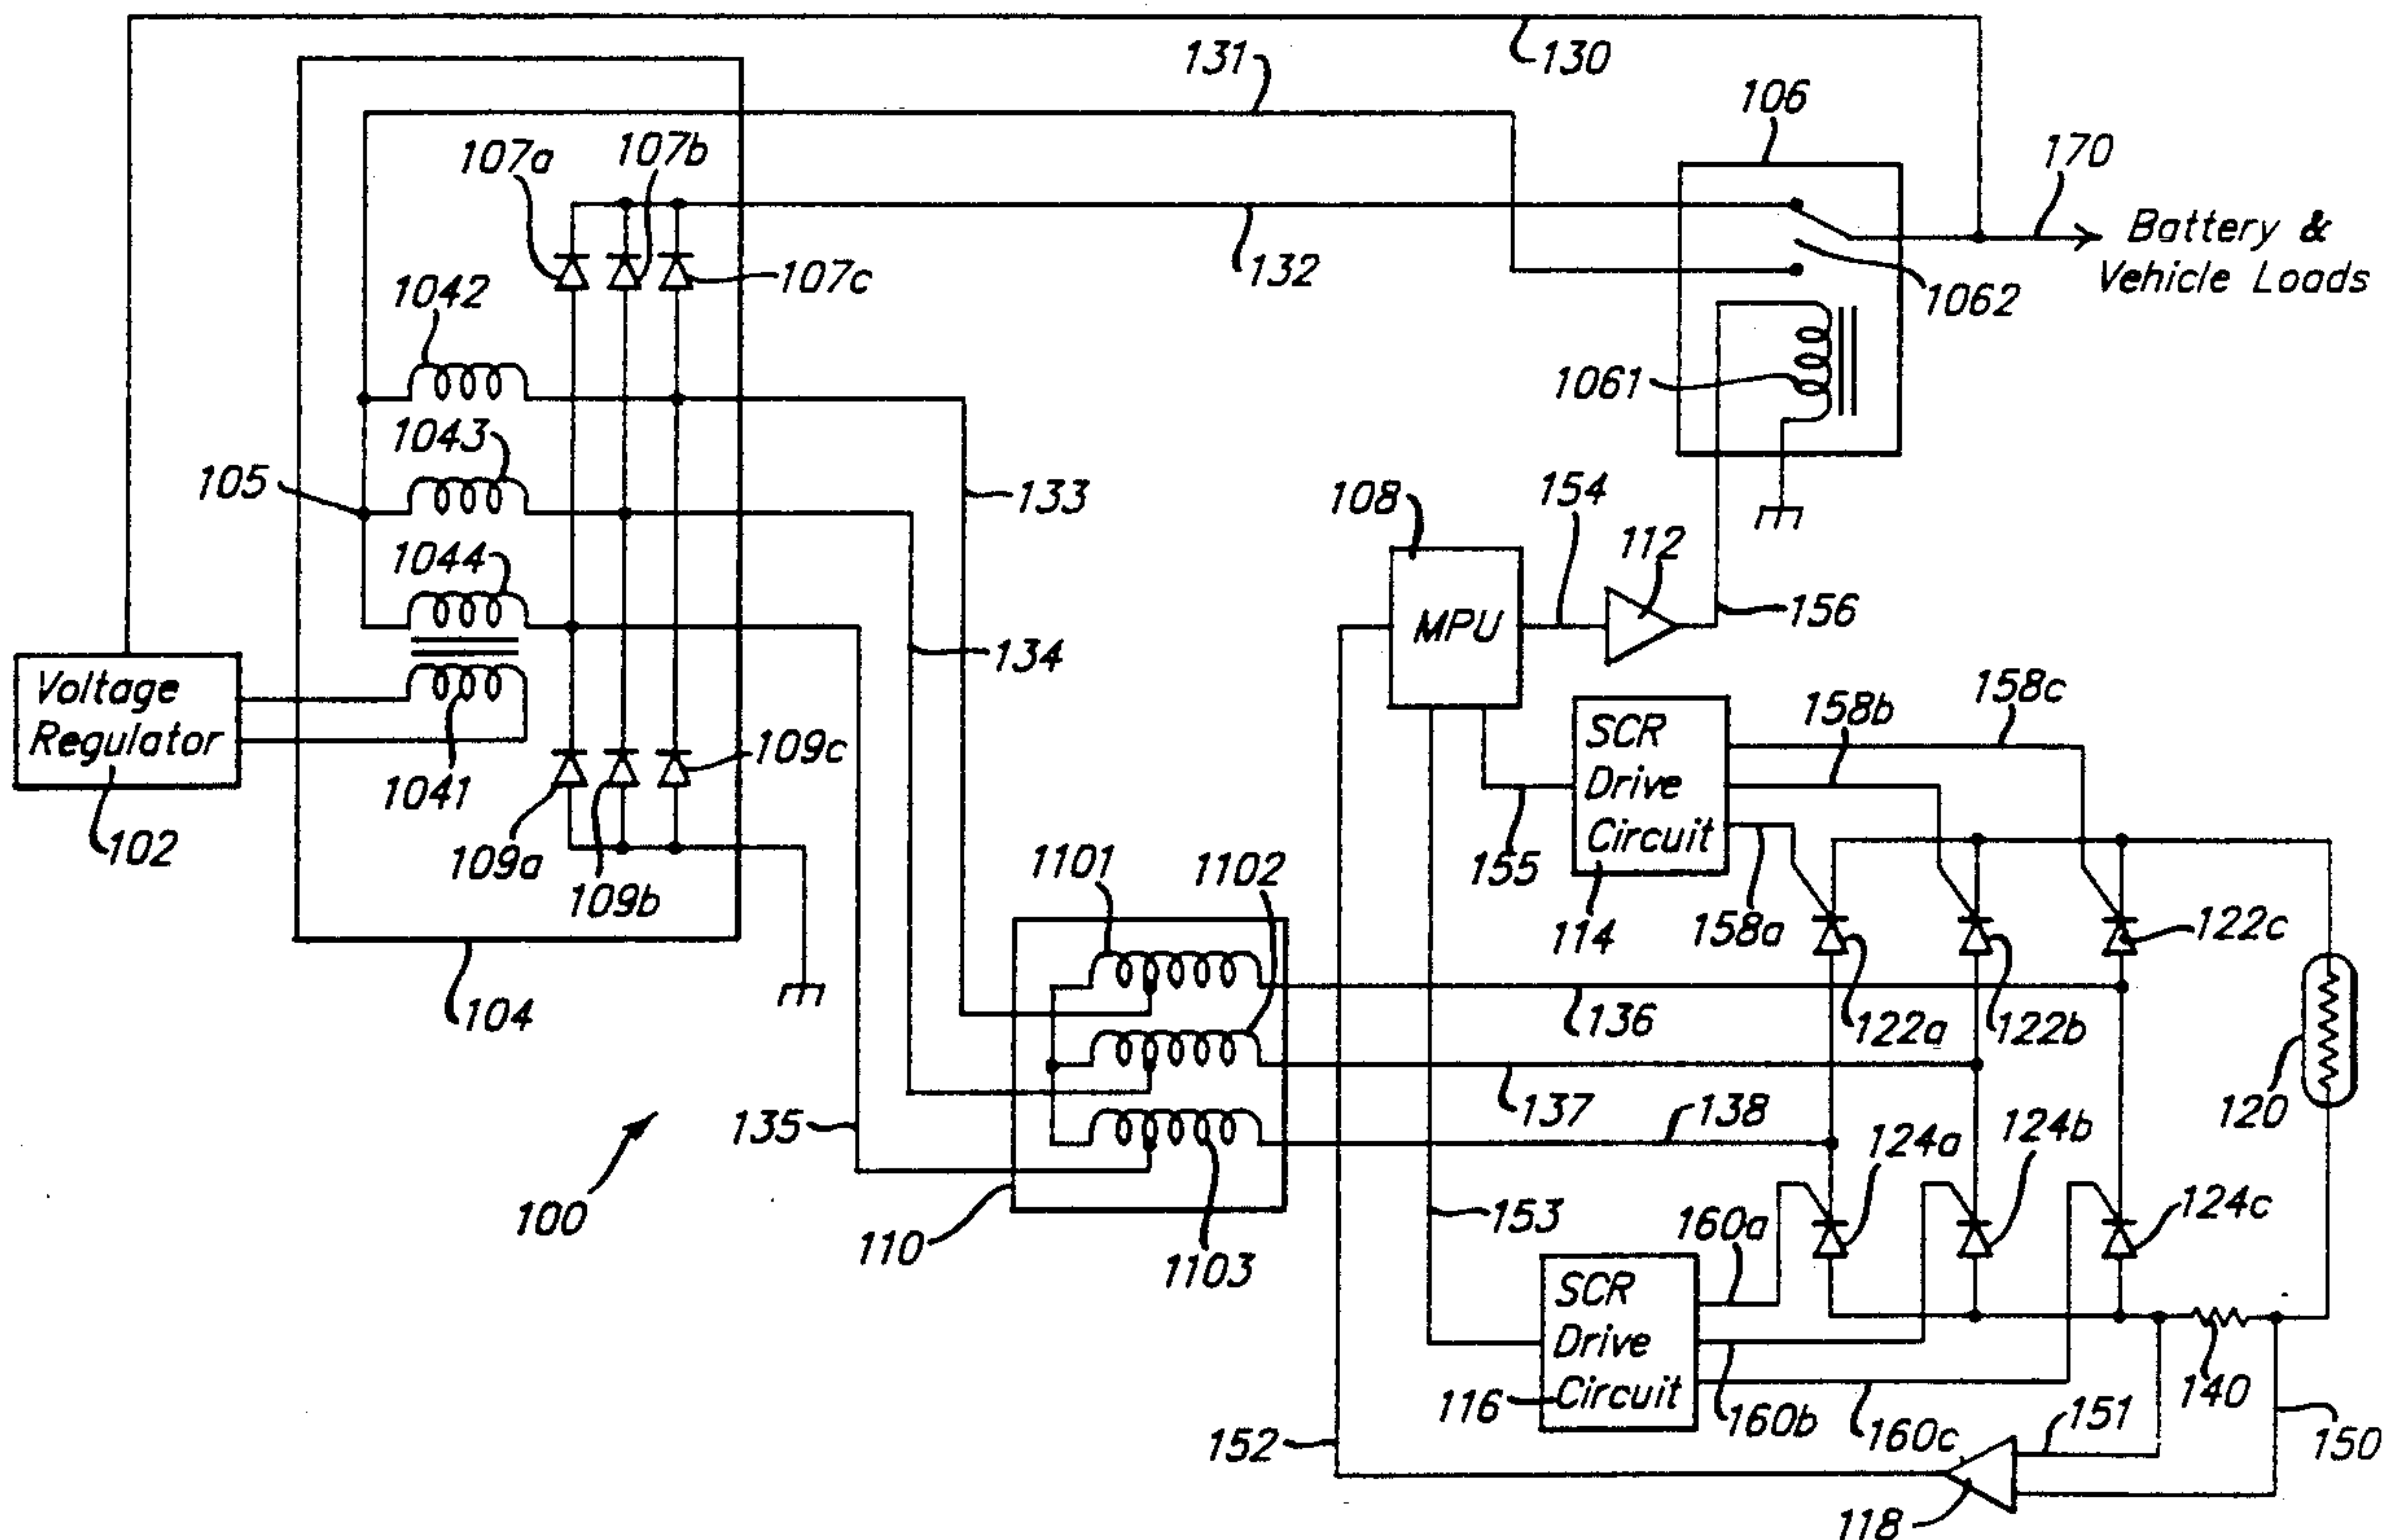 130
131
106
107a
107b
170
Battery &
Vehicle Loads
132
107c
1042
1062
1061
1043
105
133
108
154
112
1044
MPU
156
134
Voltage
Regulator
158c
158b
SCR
Drive
Circuit
109c
1041
102
155
109a
1101
1102
109b
114
158a
122c
104
136
122a
122b
120
135
137
138
124a
124b
100
153
160a
124c
110
1103
SCR
Drive
Circuit
116
140
160b
151
160c
150
152
118